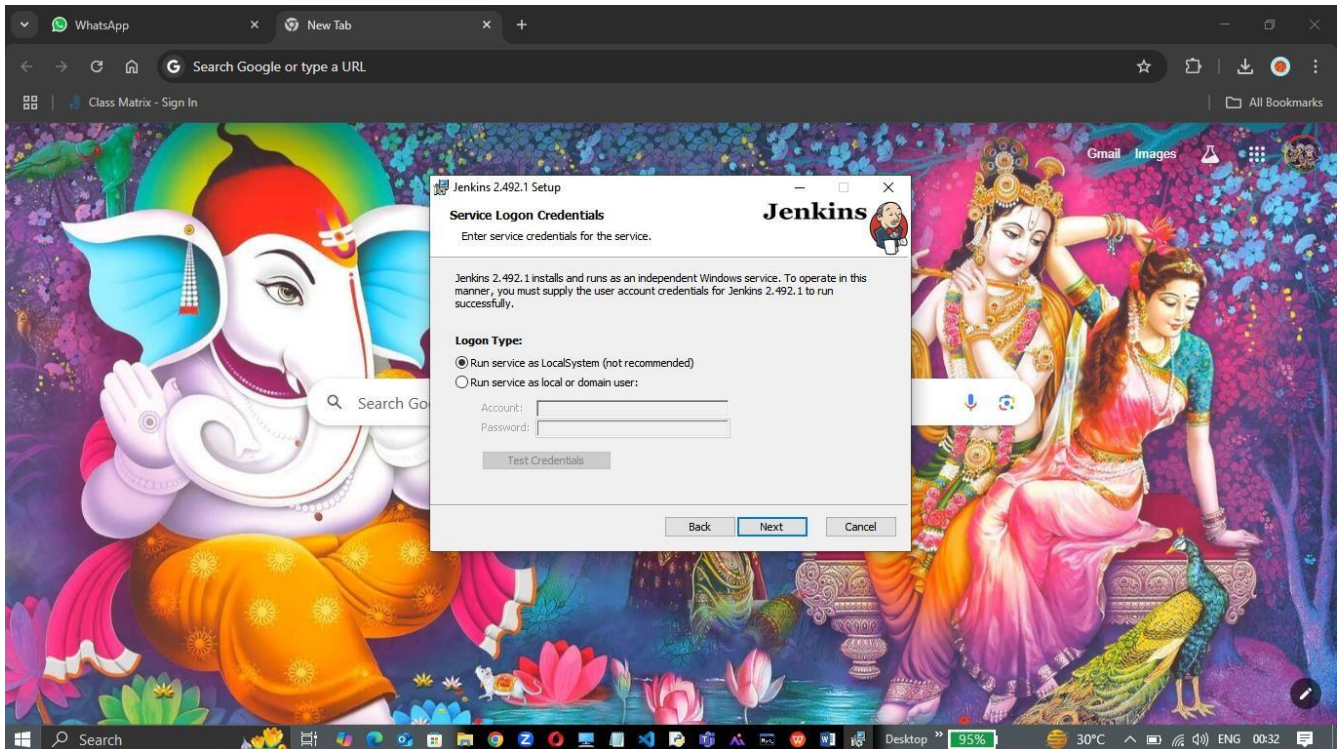 WhatsApp
New Tab
Search Google or type a URL
Class Matrix - Sign In
All Bookmarks
Gmail Images
Jenkins 2.492.1 Setup
Service Logon Credentials
Enter service credentials for the service.
Jenkins
Jenkins 2.492.1 installs and runs as an independent Windows service. To operate in this
manner, you must supply the user account credentials for Jenkins 2.492.1 to run
successfully.
Logon Type:
Run service as LocalSystem (not recommended)
Run service as local or domain user:
Search Go
Account:
Password:
Test Credentials
Back Next Cancel
Search
Desktop
95%
30°C
ENG 00:32